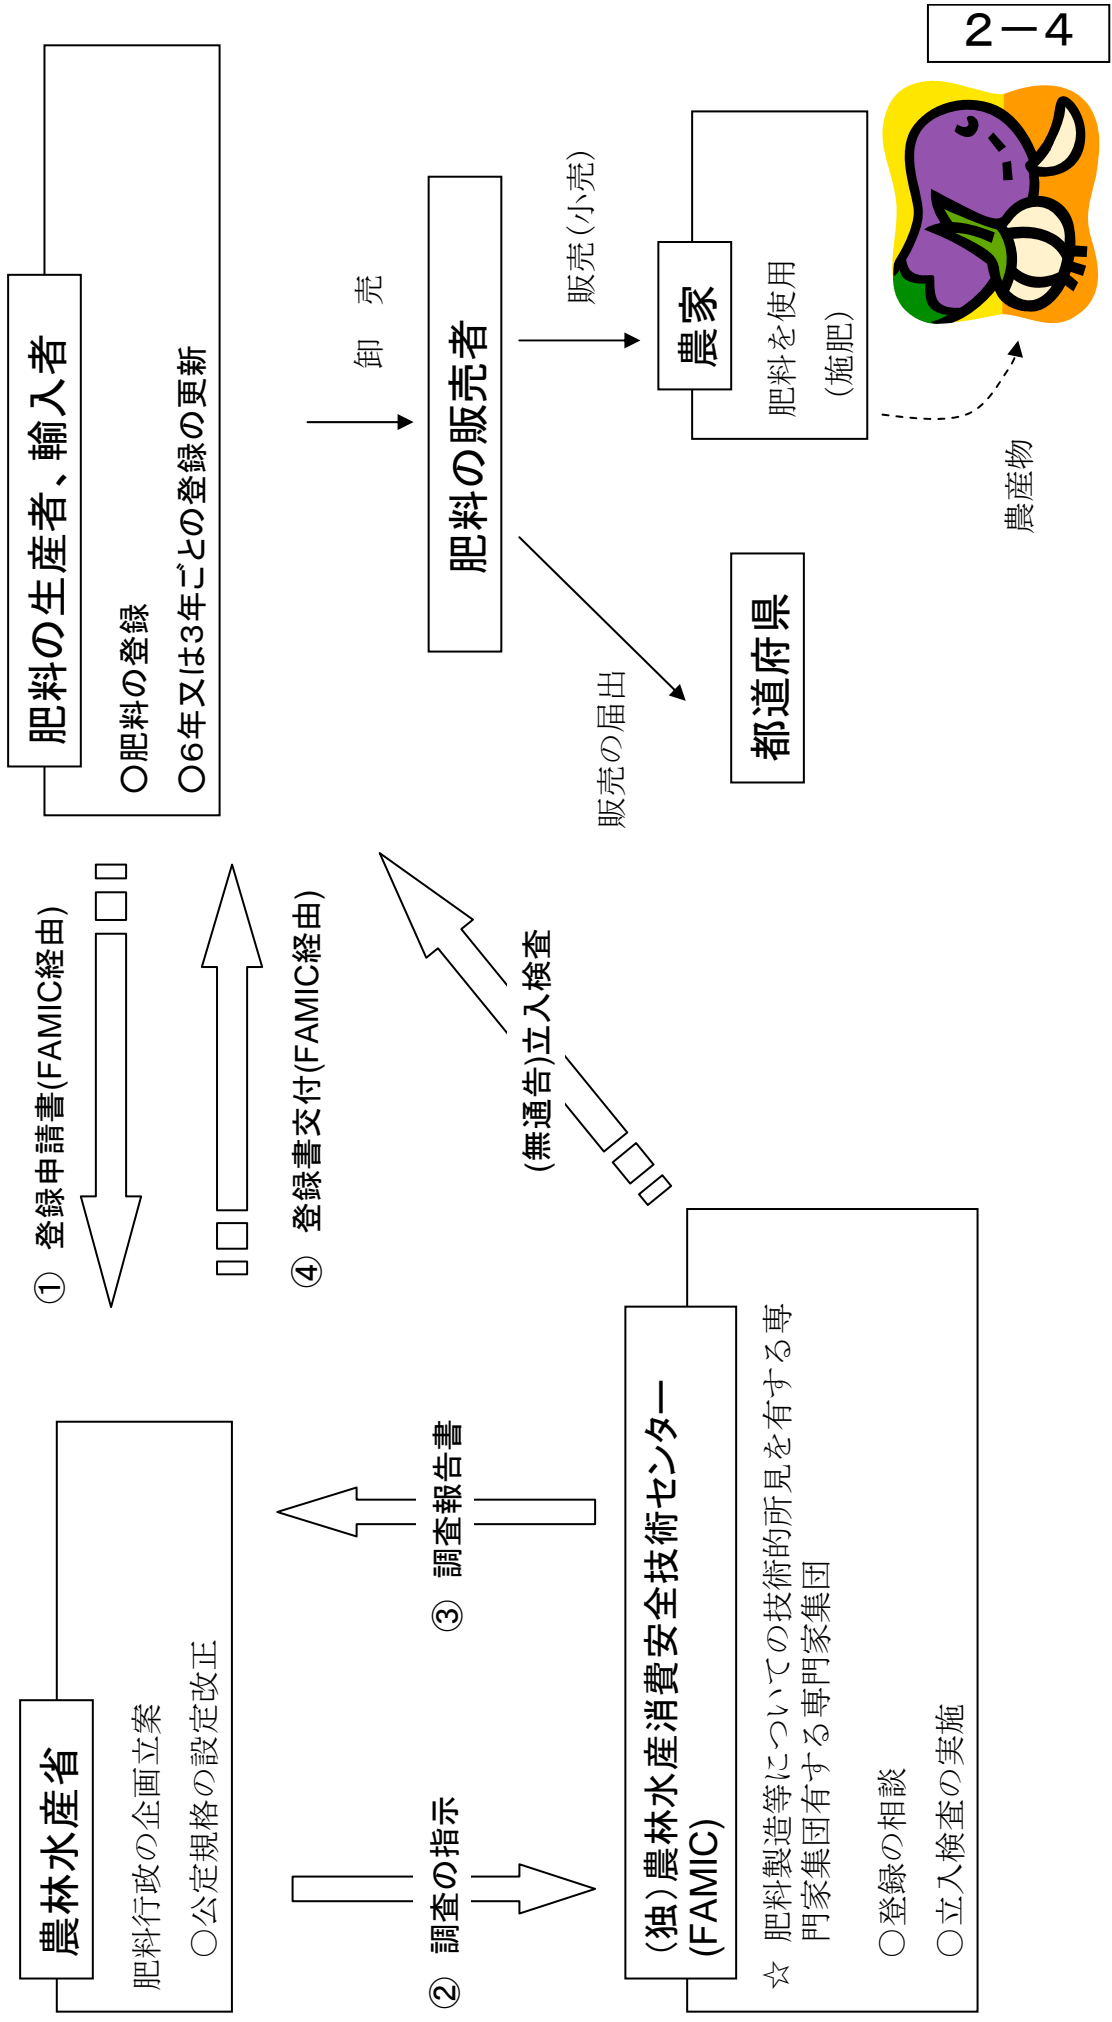 2－4
農林水産省
肥料行政の企画立案
○公定規格の設定改正
① 登録申請書(FAMIC経由)
④ 登録書交付(FAMIC経由)
肥料の生産者、輸入者
○肥料の登録
○6年又は3年ごとの登録の更新
② 調査の指示
③ 調査報告書
(無通告)立入検査
卸 売
肥料の販売者
販売の届出
販売(小売)
(独)農林水産消費安全技術センター
(FAMIC)
☆ 肥料製造等についての技術的所見を有する専
門家集団有する専門家集団
○登録の相談
○立入検査の実施
都道府県
農家
肥料を使用
(施肥)
農産物